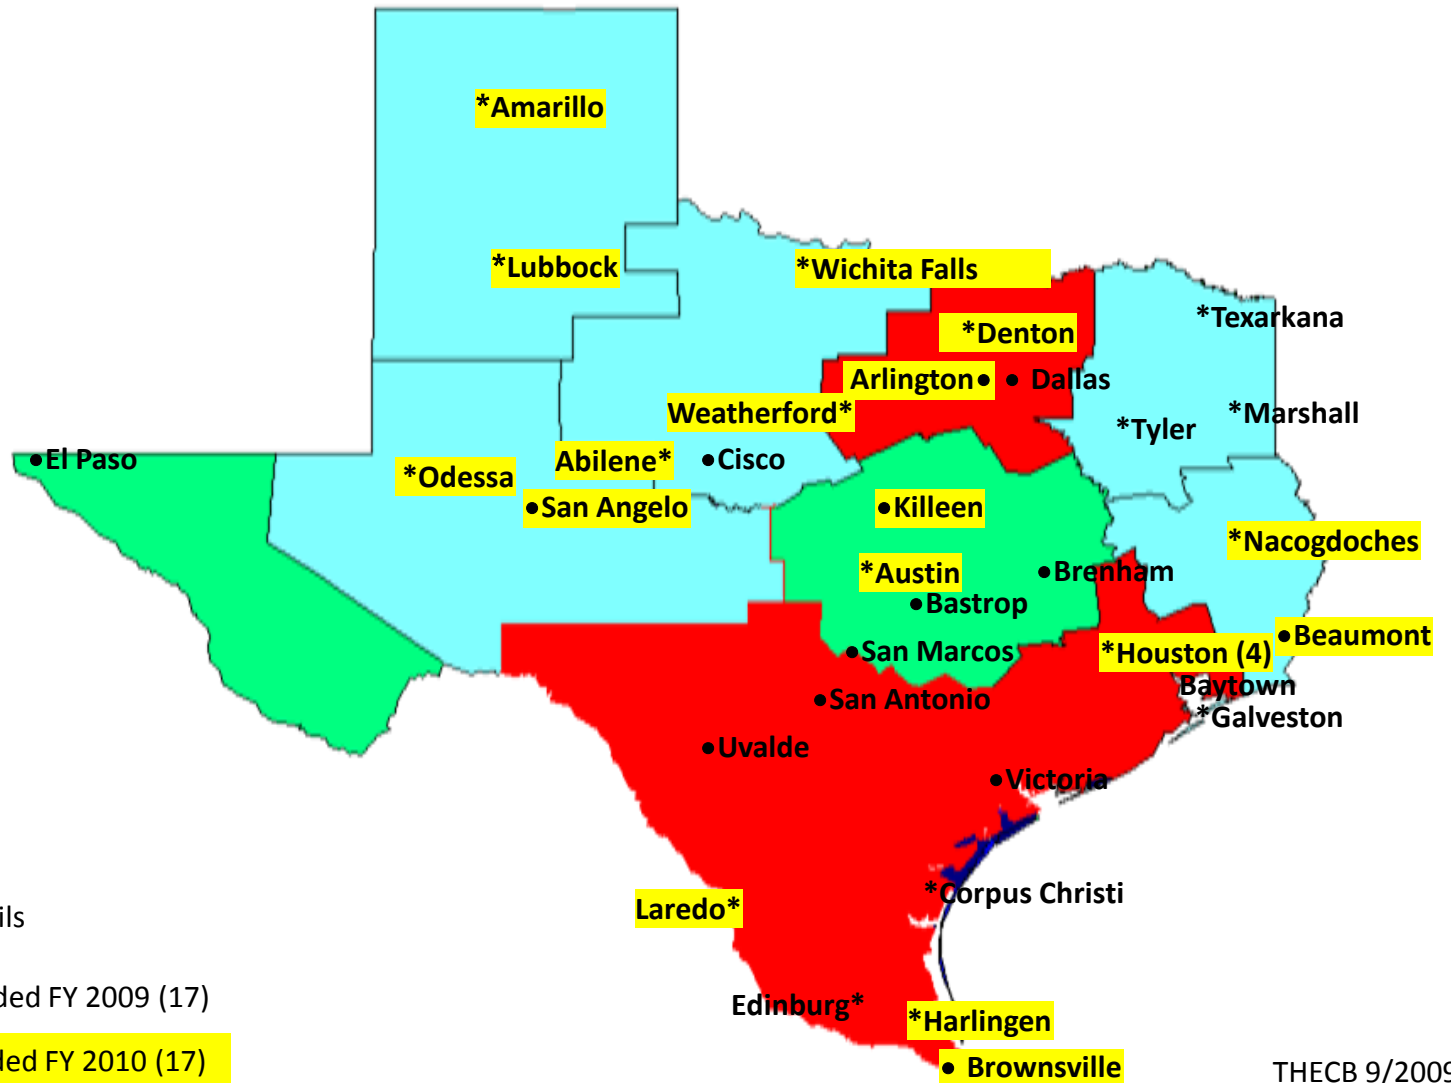 *Amarillo
*Lubbock
*Wichita Falls
*Texarkana
*Denton
Arlington• • Dallas
Weatherford*
*Marshall
*Tyler
•El Paso
Abilene* •Cisco
*Odessa
•San Angelo
•Killeen
*Nacogdoches
*Austin
•Brenham
•Bastrop
•Beaumont
•San Marcos
*Houston (4)
Baytown
•San Antonio
*Galveston
•Uvalde
•Victoria
*Corpus Christi
Laredo*
ils
Edinburg*
ded FY 2009 (17)
*Harlingen
ded FY 2010 (17)
• Brownsville
THECB 9/2009